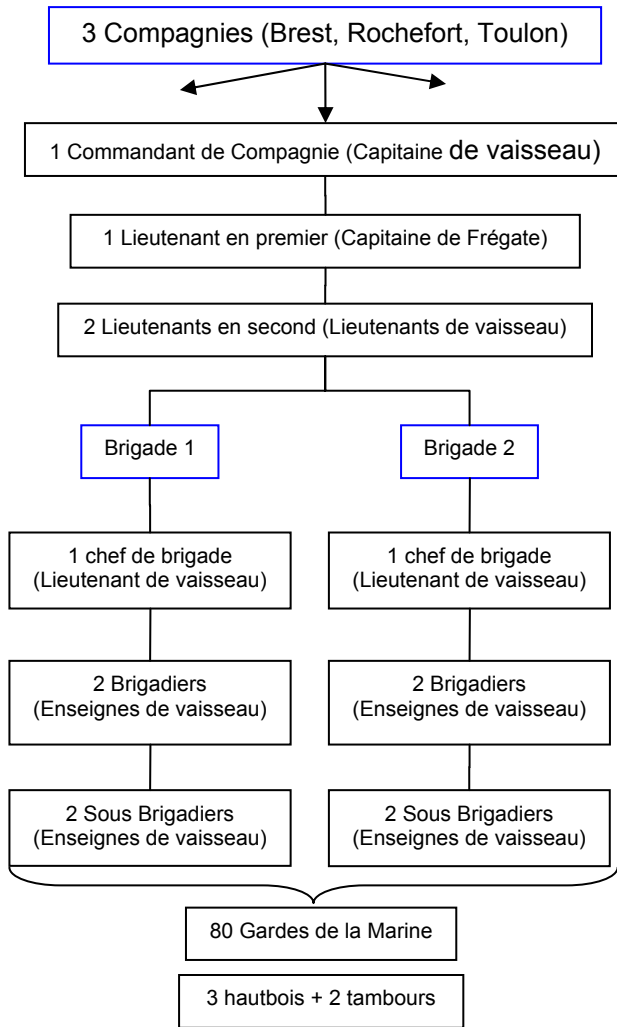 3 Compagnies (Brest, Rochefort, Toulon)
1 Commandant de Compagnie (Capitaine de vaisseau)
1 Lieutenant en premier (Capitaine de Frégate)
2 Lieutenants en second (Lieutenants de vaisseau)
Brigade 1
Brigade 2
1 chef de brigade
(Lieutenant de vaisseau)
1 chef de brigade
(Lieutenant de vaisseau)
2 Brigadiers
(Enseignes de vaisseau)
2 Brigadiers
(Enseignes de vaisseau)
2 Sous Brigadiers
(Enseignes de vaisseau)
2 Sous Brigadiers
(Enseignes de vaisseau)
80 Gardes de la Marine
3 hautbois + 2 tambours